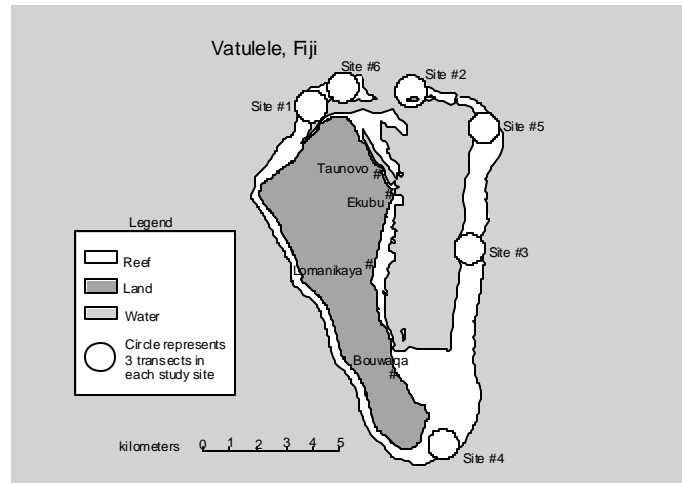 Vatulele, Fiji
Site #6
Site #2
Site #1
Site #5
Taunovo #
Ekubu #
Legend
Reef
Land
Water
Circle represents
3 transects in
each study site
Site #3
Lomanikaya #
Bouwaqa
#
kilometers 0 1 2 3 4 5
Site #4